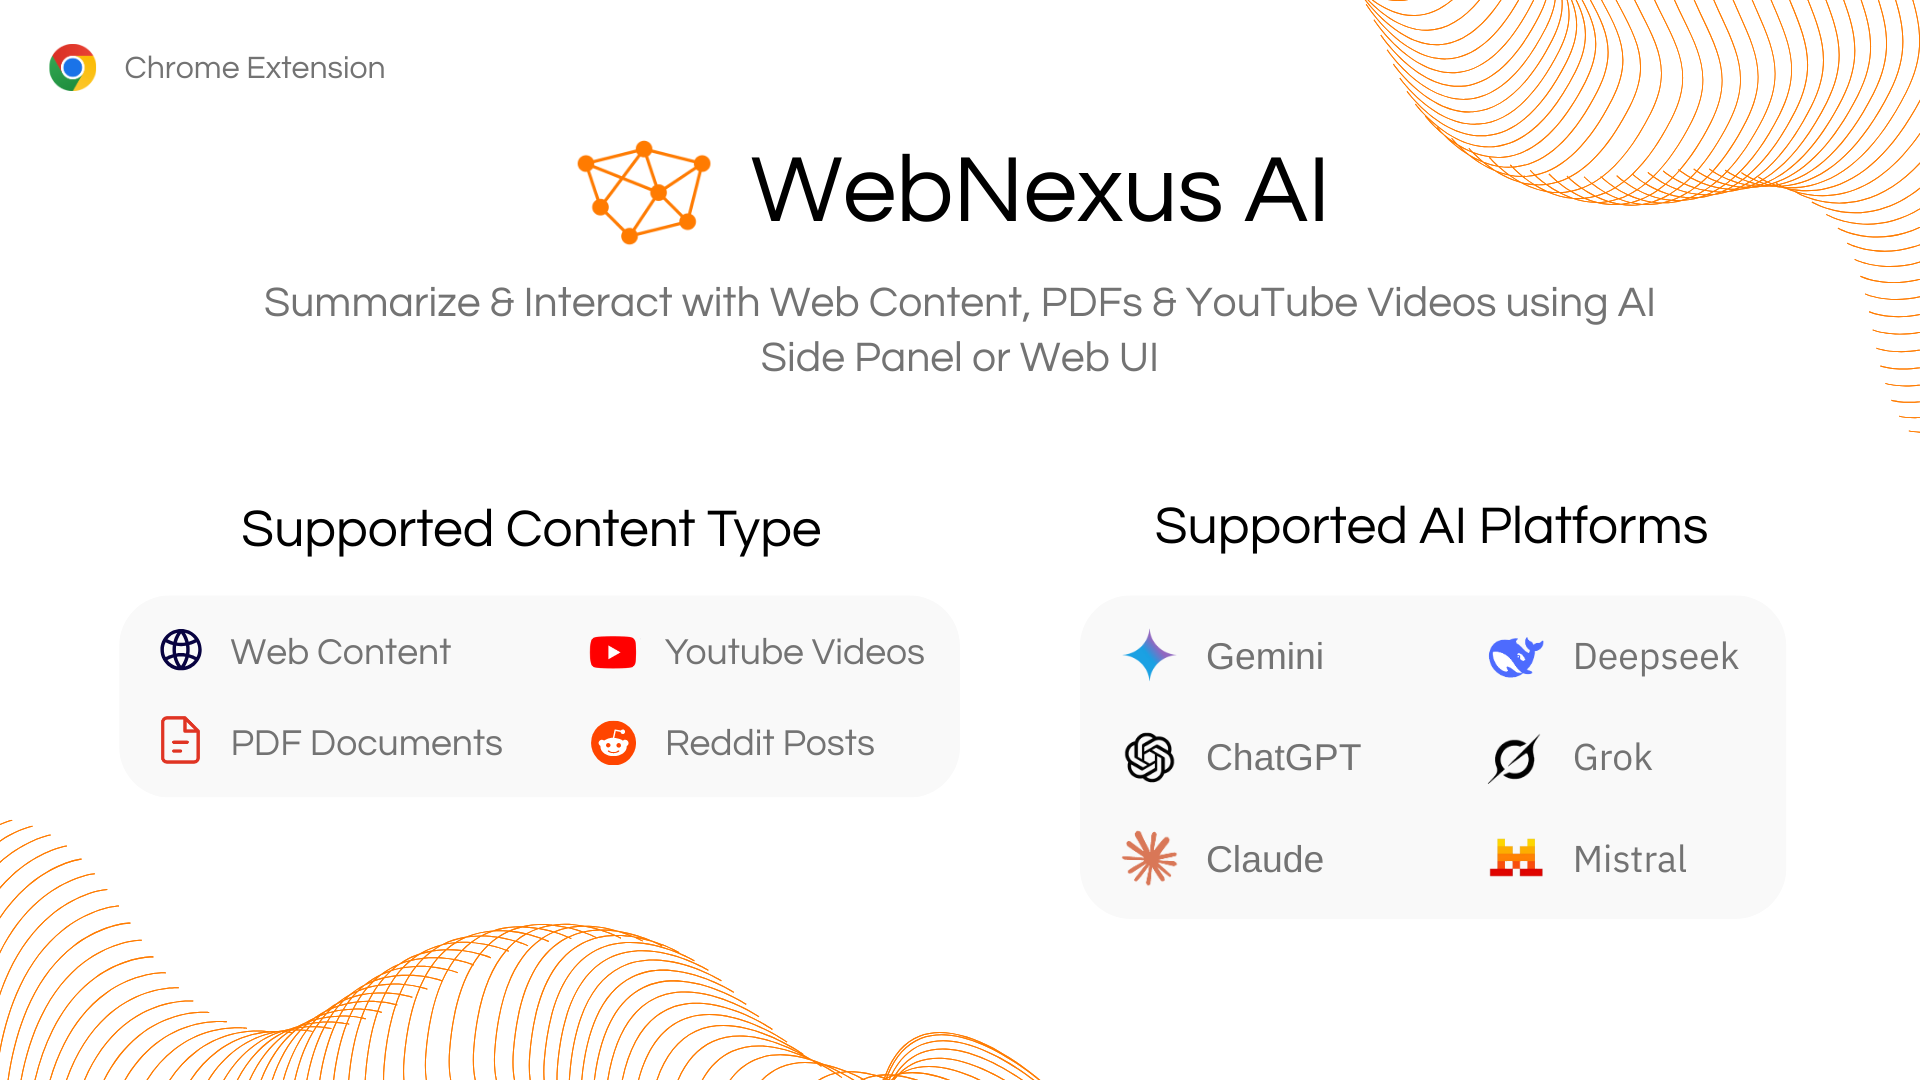 Chrome Extension
WebNexus AI
Summarize & Interact with Web Content, PDFs & YouTube Videos using AI
Side Panel or Web UI
Supported Content Type
Web Content
Youtube Videos
PDF Documents
Reddit Posts
Supported AI Platforms
Gemini
Deepseek
ChatGPT
Grok
Claude
Mistral